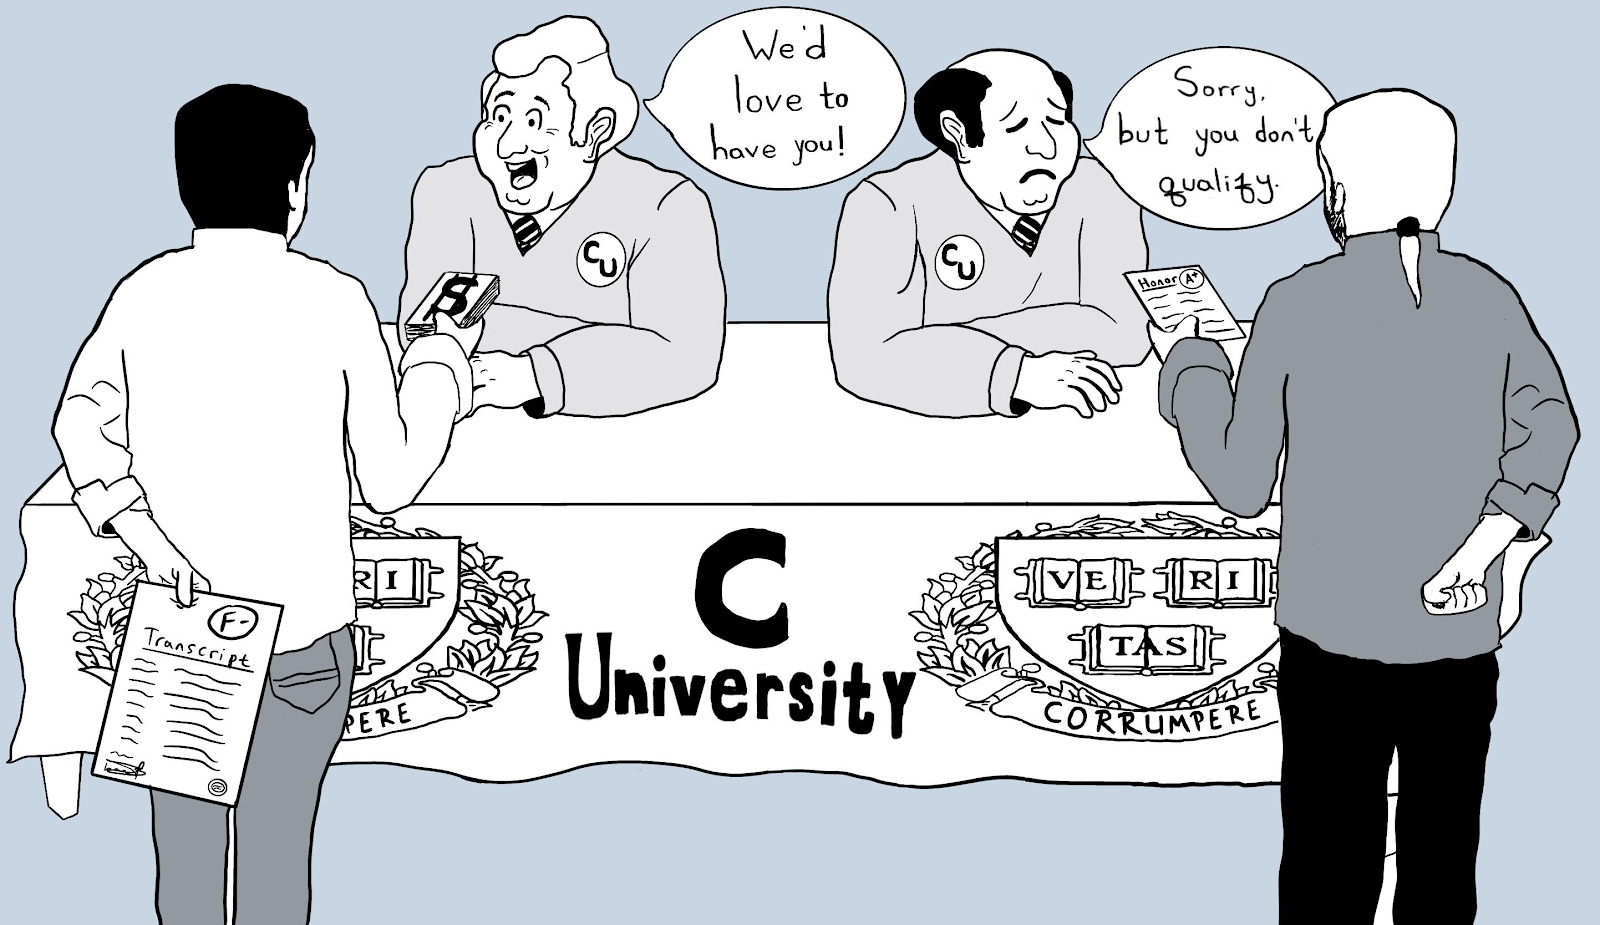 We'd
love to
have you!
Sorry,
but you don't
qualify.
CU
CU
$
Honor A+
F-
Transcript
RI
PERE
C
University
VE RI
TAS
CORRUMPERE